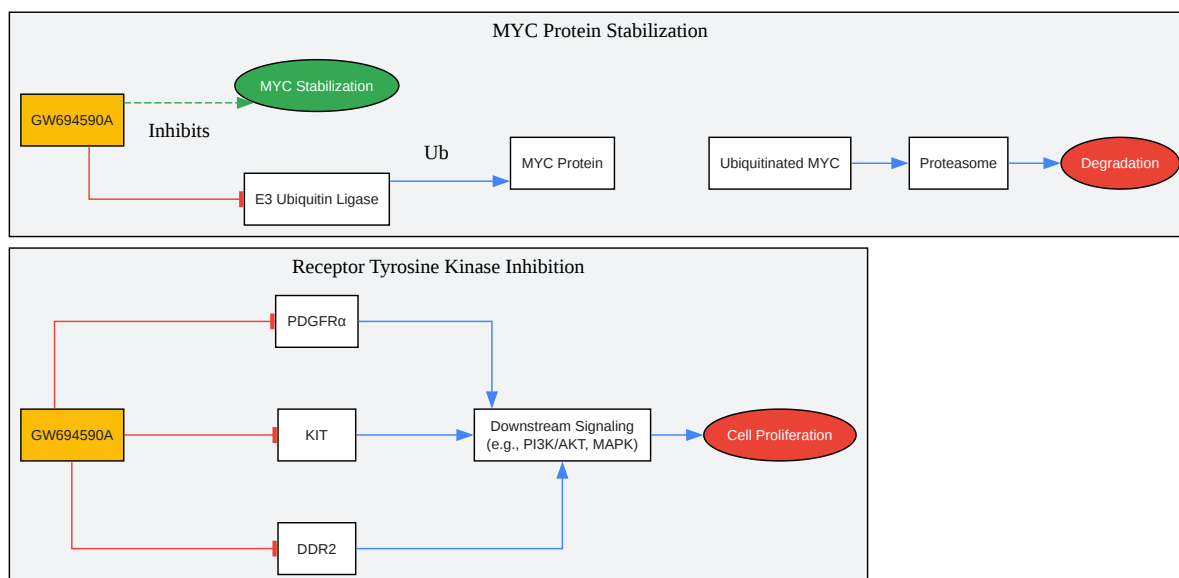 MYC Protein Stabilization
MYC Stabilization
GW694590A
Inhibits
Ub
MYC Protein
Ubiquitinated MYC
Proteasome
Degradation
E3 Ubiquitin Ligase
Receptor Tyrosine Kinase Inhibition
PDGFRα
GW694590A
KIT
Downstream Signaling
(e.g., PI3K/AKT, MAPK)
Cell Proliferation
DDR2